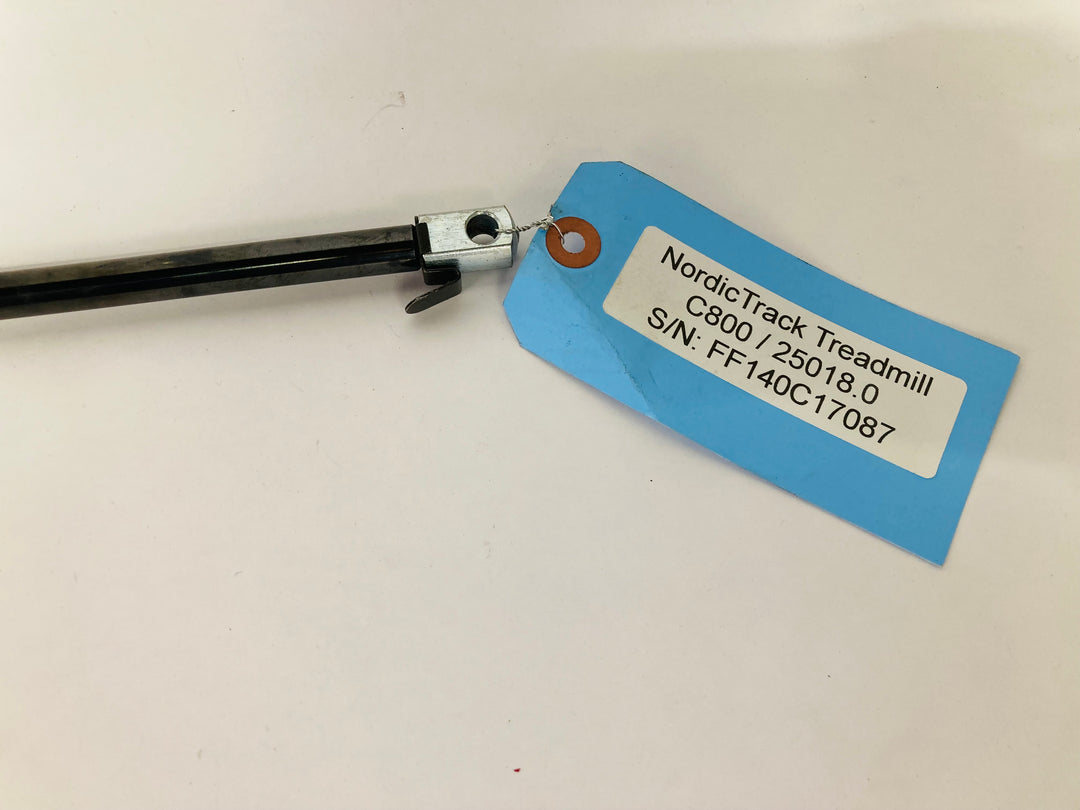 NordicTrack Treadmill
C800 / 25018.0
S/N: FF140C17087